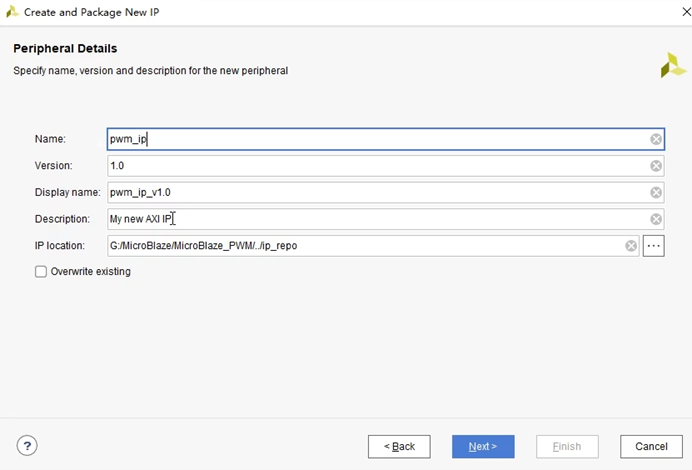 Create and Package New IP
Peripheral Details
Specify name, version and description for the new peripheral
Name: pwm_ip
Version: 1.0
Display name: pwm_ip_v1.0
Description: My new AXI IP
IP location: G:/MicroBlaze/MicroBlaze_PWM/../ip_repo ...
Overwrite existing
? < Back Next > Finish Cancel